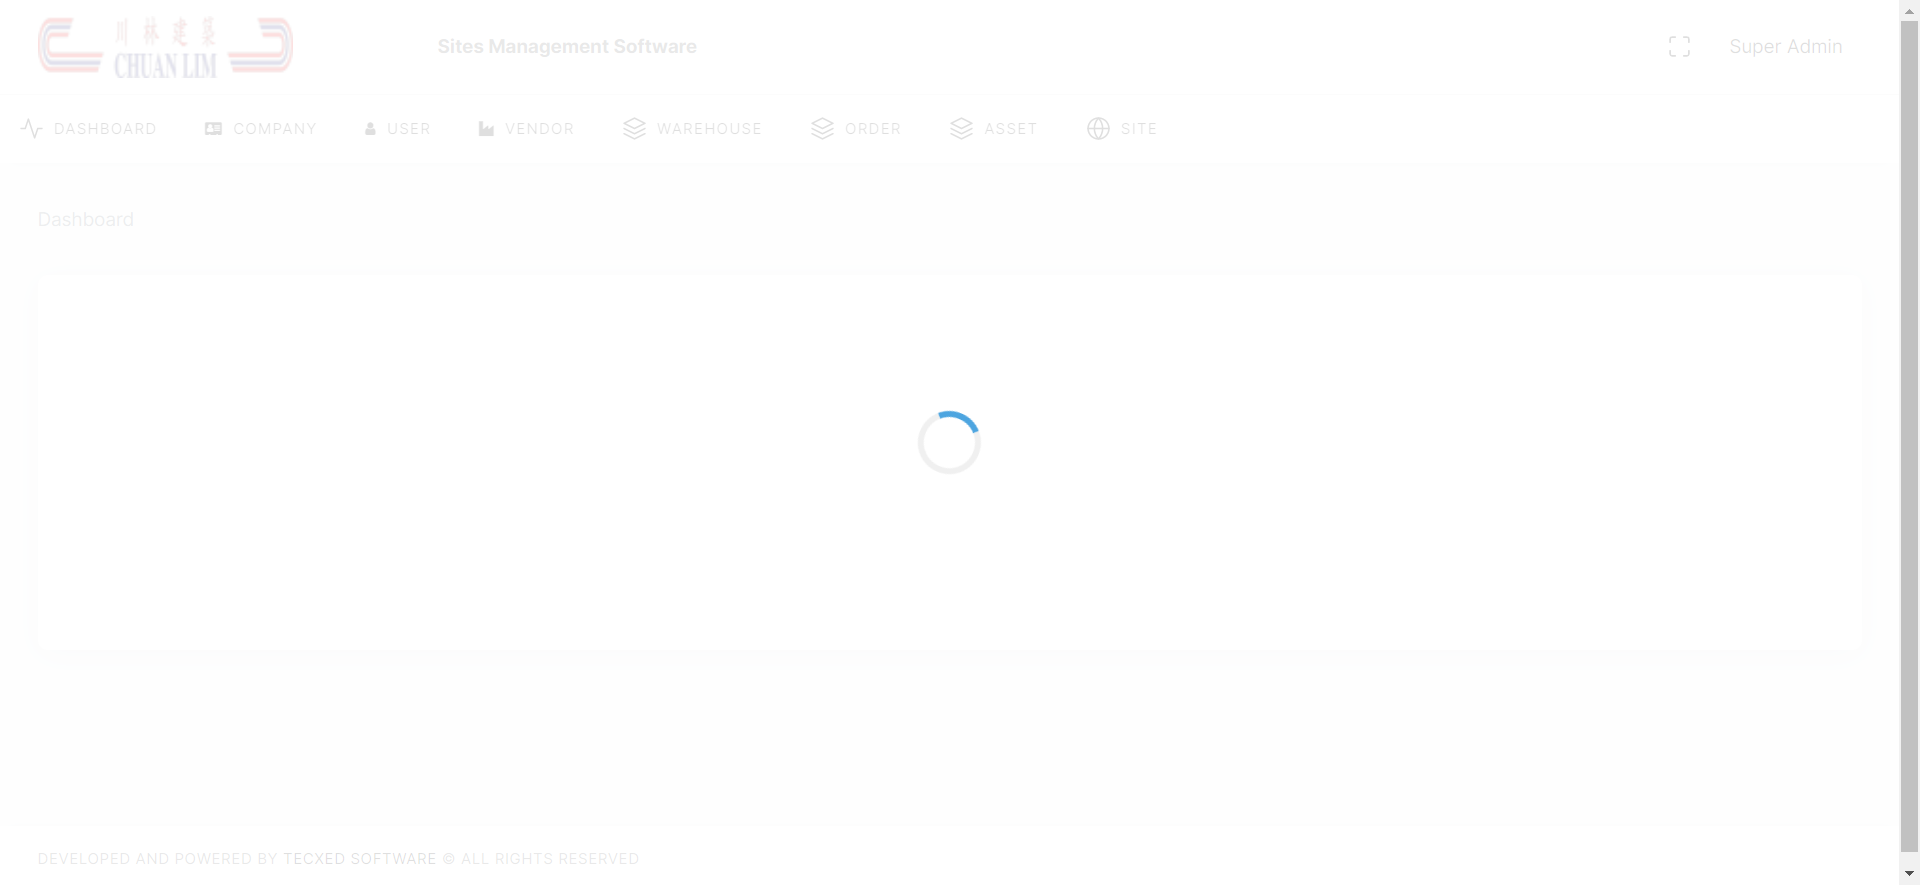 川林建築
CHUAN LIM
Sites Management Software
Super Admin
DASHBOARD
COMPANY
USER
VENDOR
WAREHOUSE
ORDER
ASSET
SITE
Dashboard
DEVELOPED AND POWERED BY TECXED SOFTWARE © ALL RIGHTS RESERVED